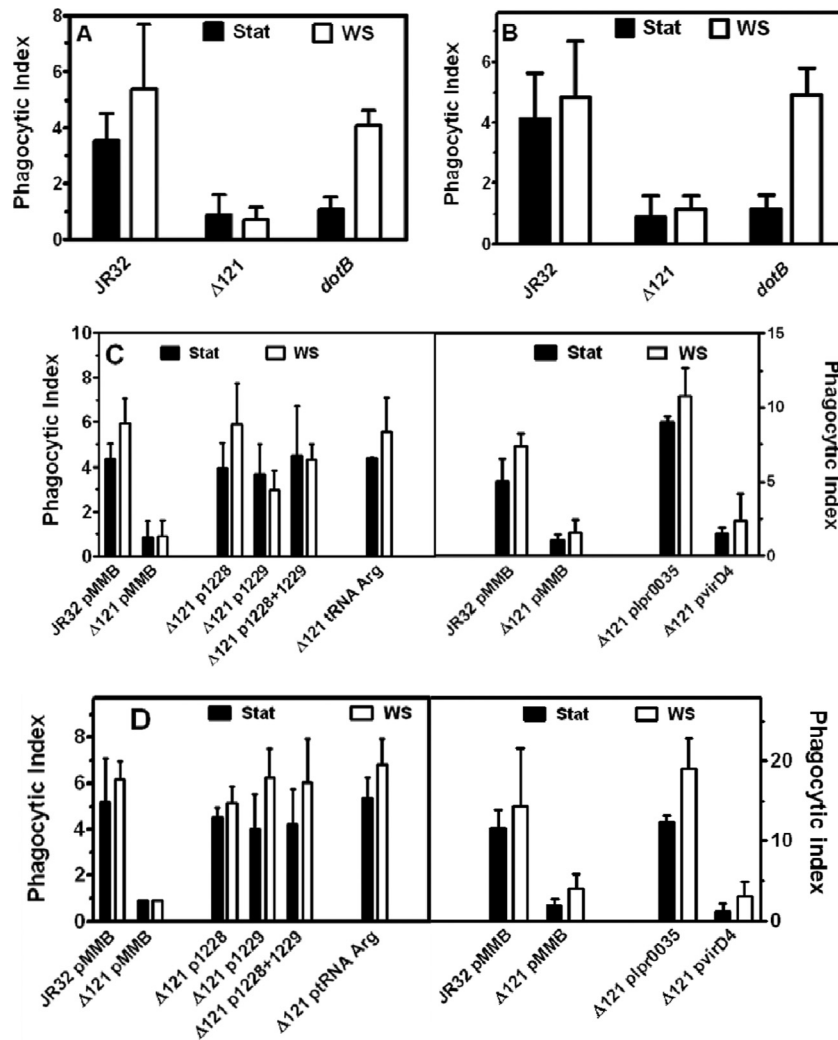 A
Stat WS
Phagocytic Index
8
6
4
2
0
JR32 Δ121 dotB
B
Stat WS
Phagocytic Index
6
4
2
0
JR32 Δ121 dotB
C
Stat WS
Phagocytic Index
10
8
6
4
2
0
JR32 pMMB
Δ121 pMMB
Δ121 p1228
Δ121 p1229
Δ121 p1228+1229
Δ121 tRNA Arg
Stat WS
15
10
5
0
Phagocytic Index
JR32 pMMB
Δ121 pMMB
Δ121 plpr0035
Δ121 pvirD4
D
Stat WS
Phagocytic Index
8
6
4
2
0
JR32 pMMB
Δ121 pMMB
Δ121 p1228
Δ121 p1229
Δ121 p1228+1229
Δ121 ptRNA Arg
Stat WS
20
10
0
Phagocytic index
JR32 pMMB
Δ121 pMMB
Δ121 plpr0035
Δ121 pvirD4